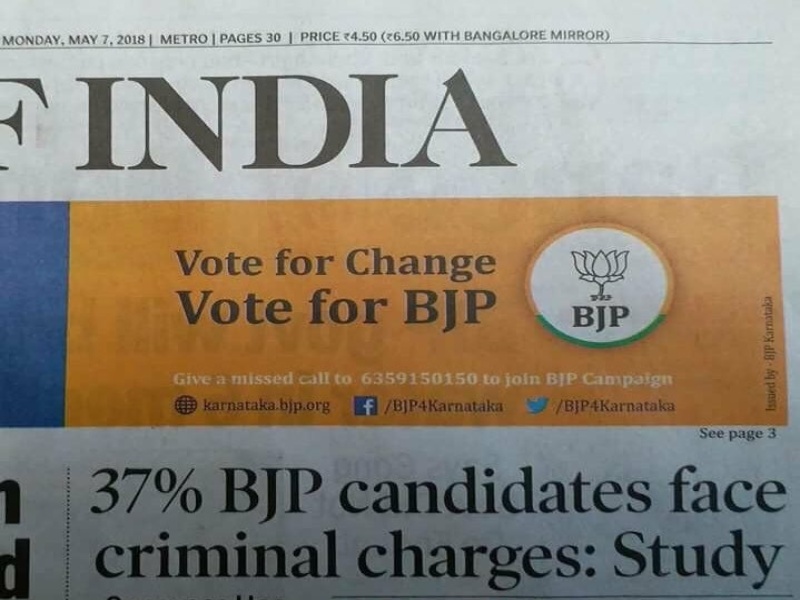 MONDAY, MAY 7, 2018 | METRO | PAGES 30 | PRICE ₹4.50 (₹6.50 WITH BANGALORE MIRROR)
F INDIA
Vote for Change
Vote for BJP
BJP
Give a missed call to 6359150150 to join BJP Campaign
karnataka.bjp.org /BJP4Karnataka /BJP4Karnataka
Issued by - BJP Karnataka
See page 3
37% BJP candidates face
criminal charges: Study